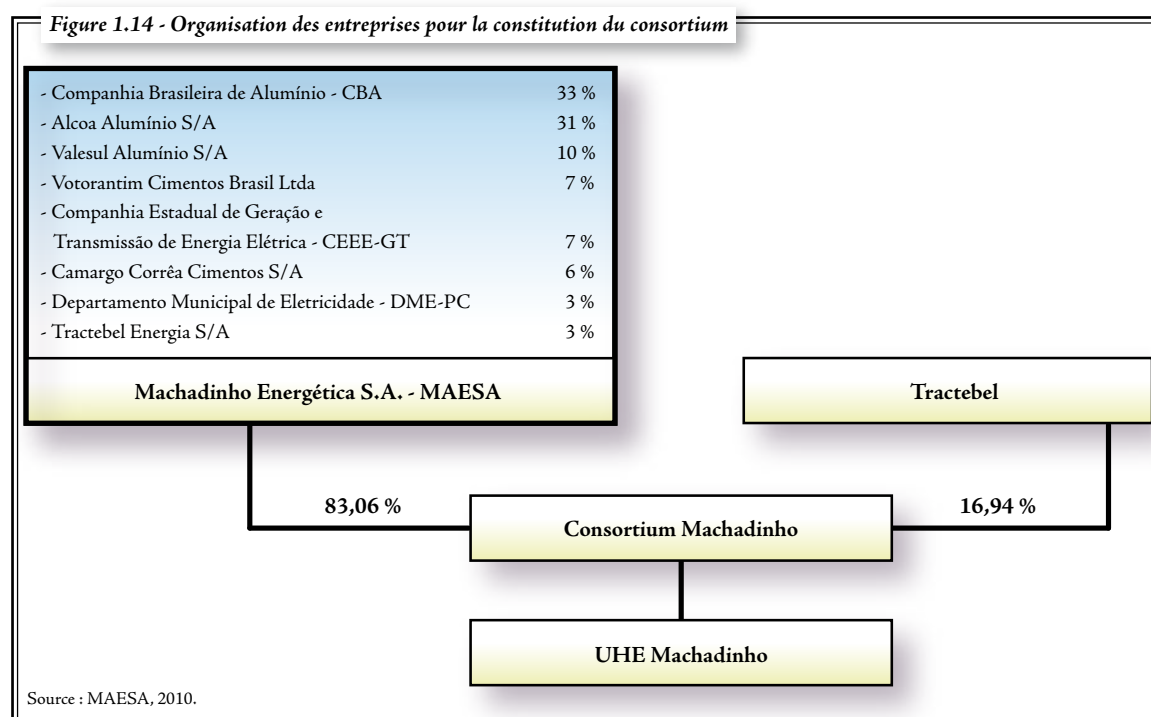 Figure 1.14 - Organisation des entreprises pour la constitution du consortium
- Companhia Brasileira de Alumínio - CBA 33 %
- Alcoa Alumínio S/A 31 %
- Valesul Alumínio S/A 10 %
- Votorantim Cimentos Brasil Ltda 7 %
- Companhia Estadual de Geração e
Transmissão de Energia Elétrica - CEEE-GT 7 %
- Camargo Corrêa Cimentos S/A 6 %
- Departamento Municipal de Eletricidade - DME-PC 3 %
- Tractebel Energia S/A 3 %
Machadinho Energética S.A. - MAESA
Tractebel
83,06 %
16,94 %
Consortium Machadinho
UHE Machadinho
Source : MAESA, 2010.